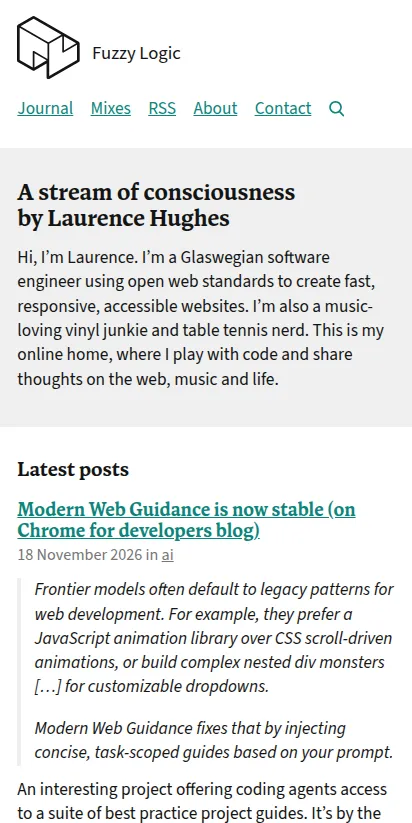 Fuzzy Logic
Journal Mixes RSS About Contact
A stream of consciousness
by Laurence Hughes
Hi, I’m Laurence. I’m a Glaswegian software
engineer using open web standards to create fast,
responsive, accessible websites. I’m also a music-
loving vinyl junkie and table tennis nerd. This is my
online home, where I play with code and share
thoughts on the web, music and life.
Latest posts
Modern Web Guidance is now stable (on
Chrome for developers blog)
18 November 2026 in ai
Frontier models often default to legacy patterns for
web development. For example, they prefer a
JavaScript animation library over CSS scroll-driven
animations, or build complex nested div monsters
[…] for customizable dropdowns.
Modern Web Guidance fixes that by injecting
concise, task-scoped guides based on your prompt.
An interesting project offering coding agents access
to a suite of best practice project guides. It’s by the